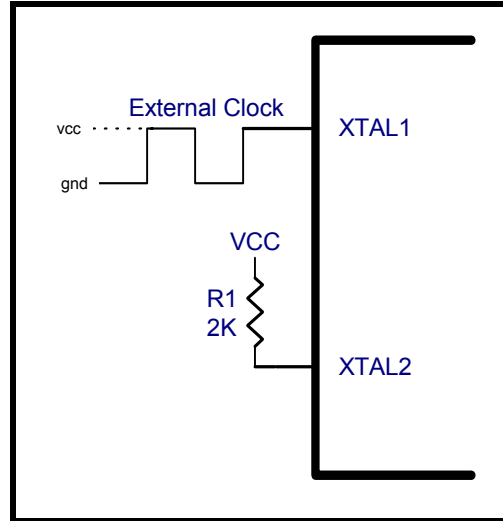 External Clock
vcc
XTAL1
gnd
VCC
R1
2K
XTAL2